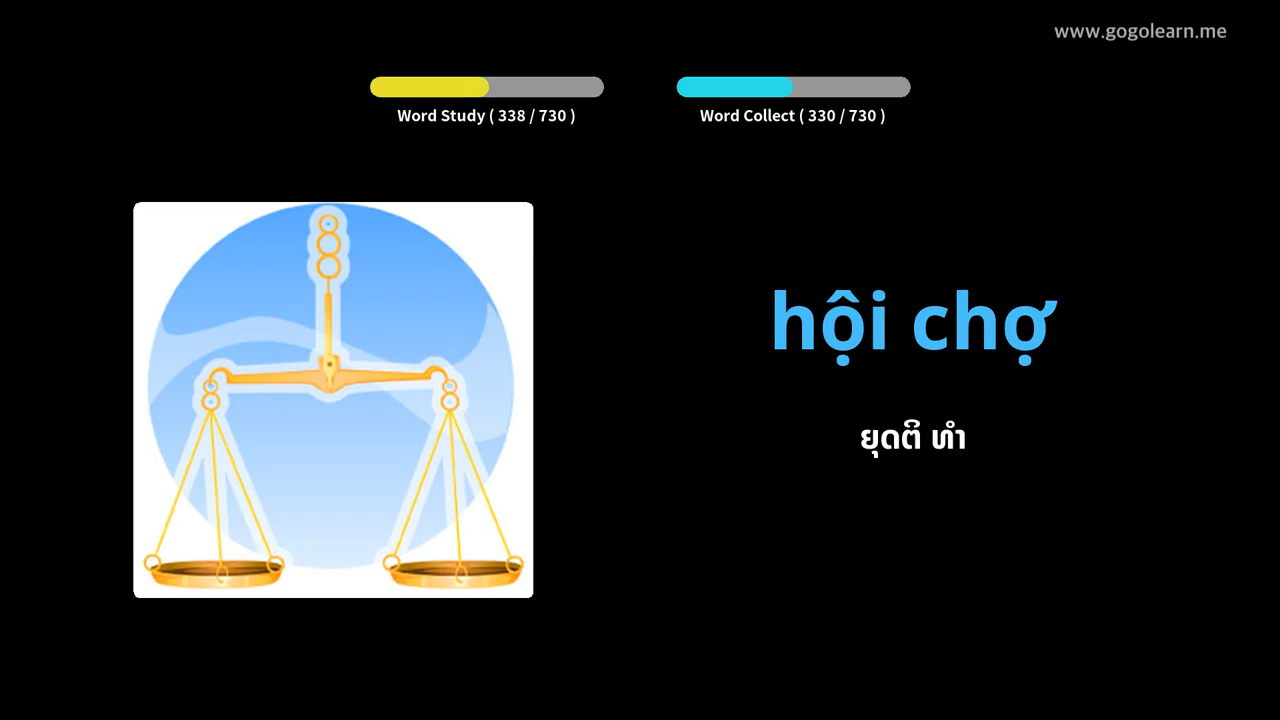 www.gogolearn.me
Word Study ( 338 / 730 )
Word Collect ( 330 / 730 )
hội chợ
ຍຸດຕິ ທຳ